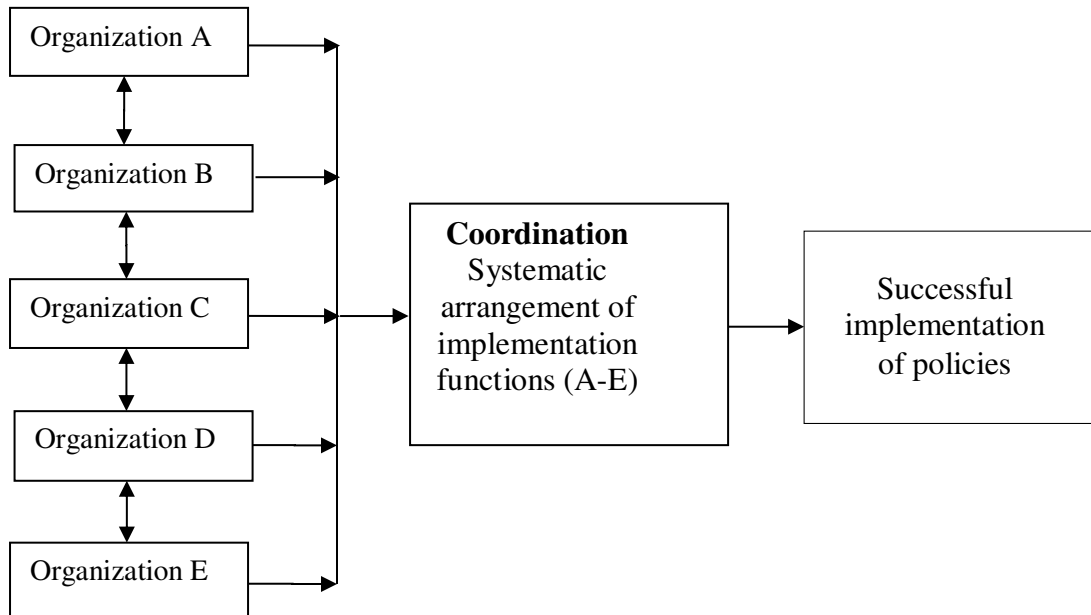 Organization A
Organization B
Organization C
Organization D
Organization E
Coordination
Systematic
arrangement of
implementation
functions (A-E)
Successful
implementation
of policies